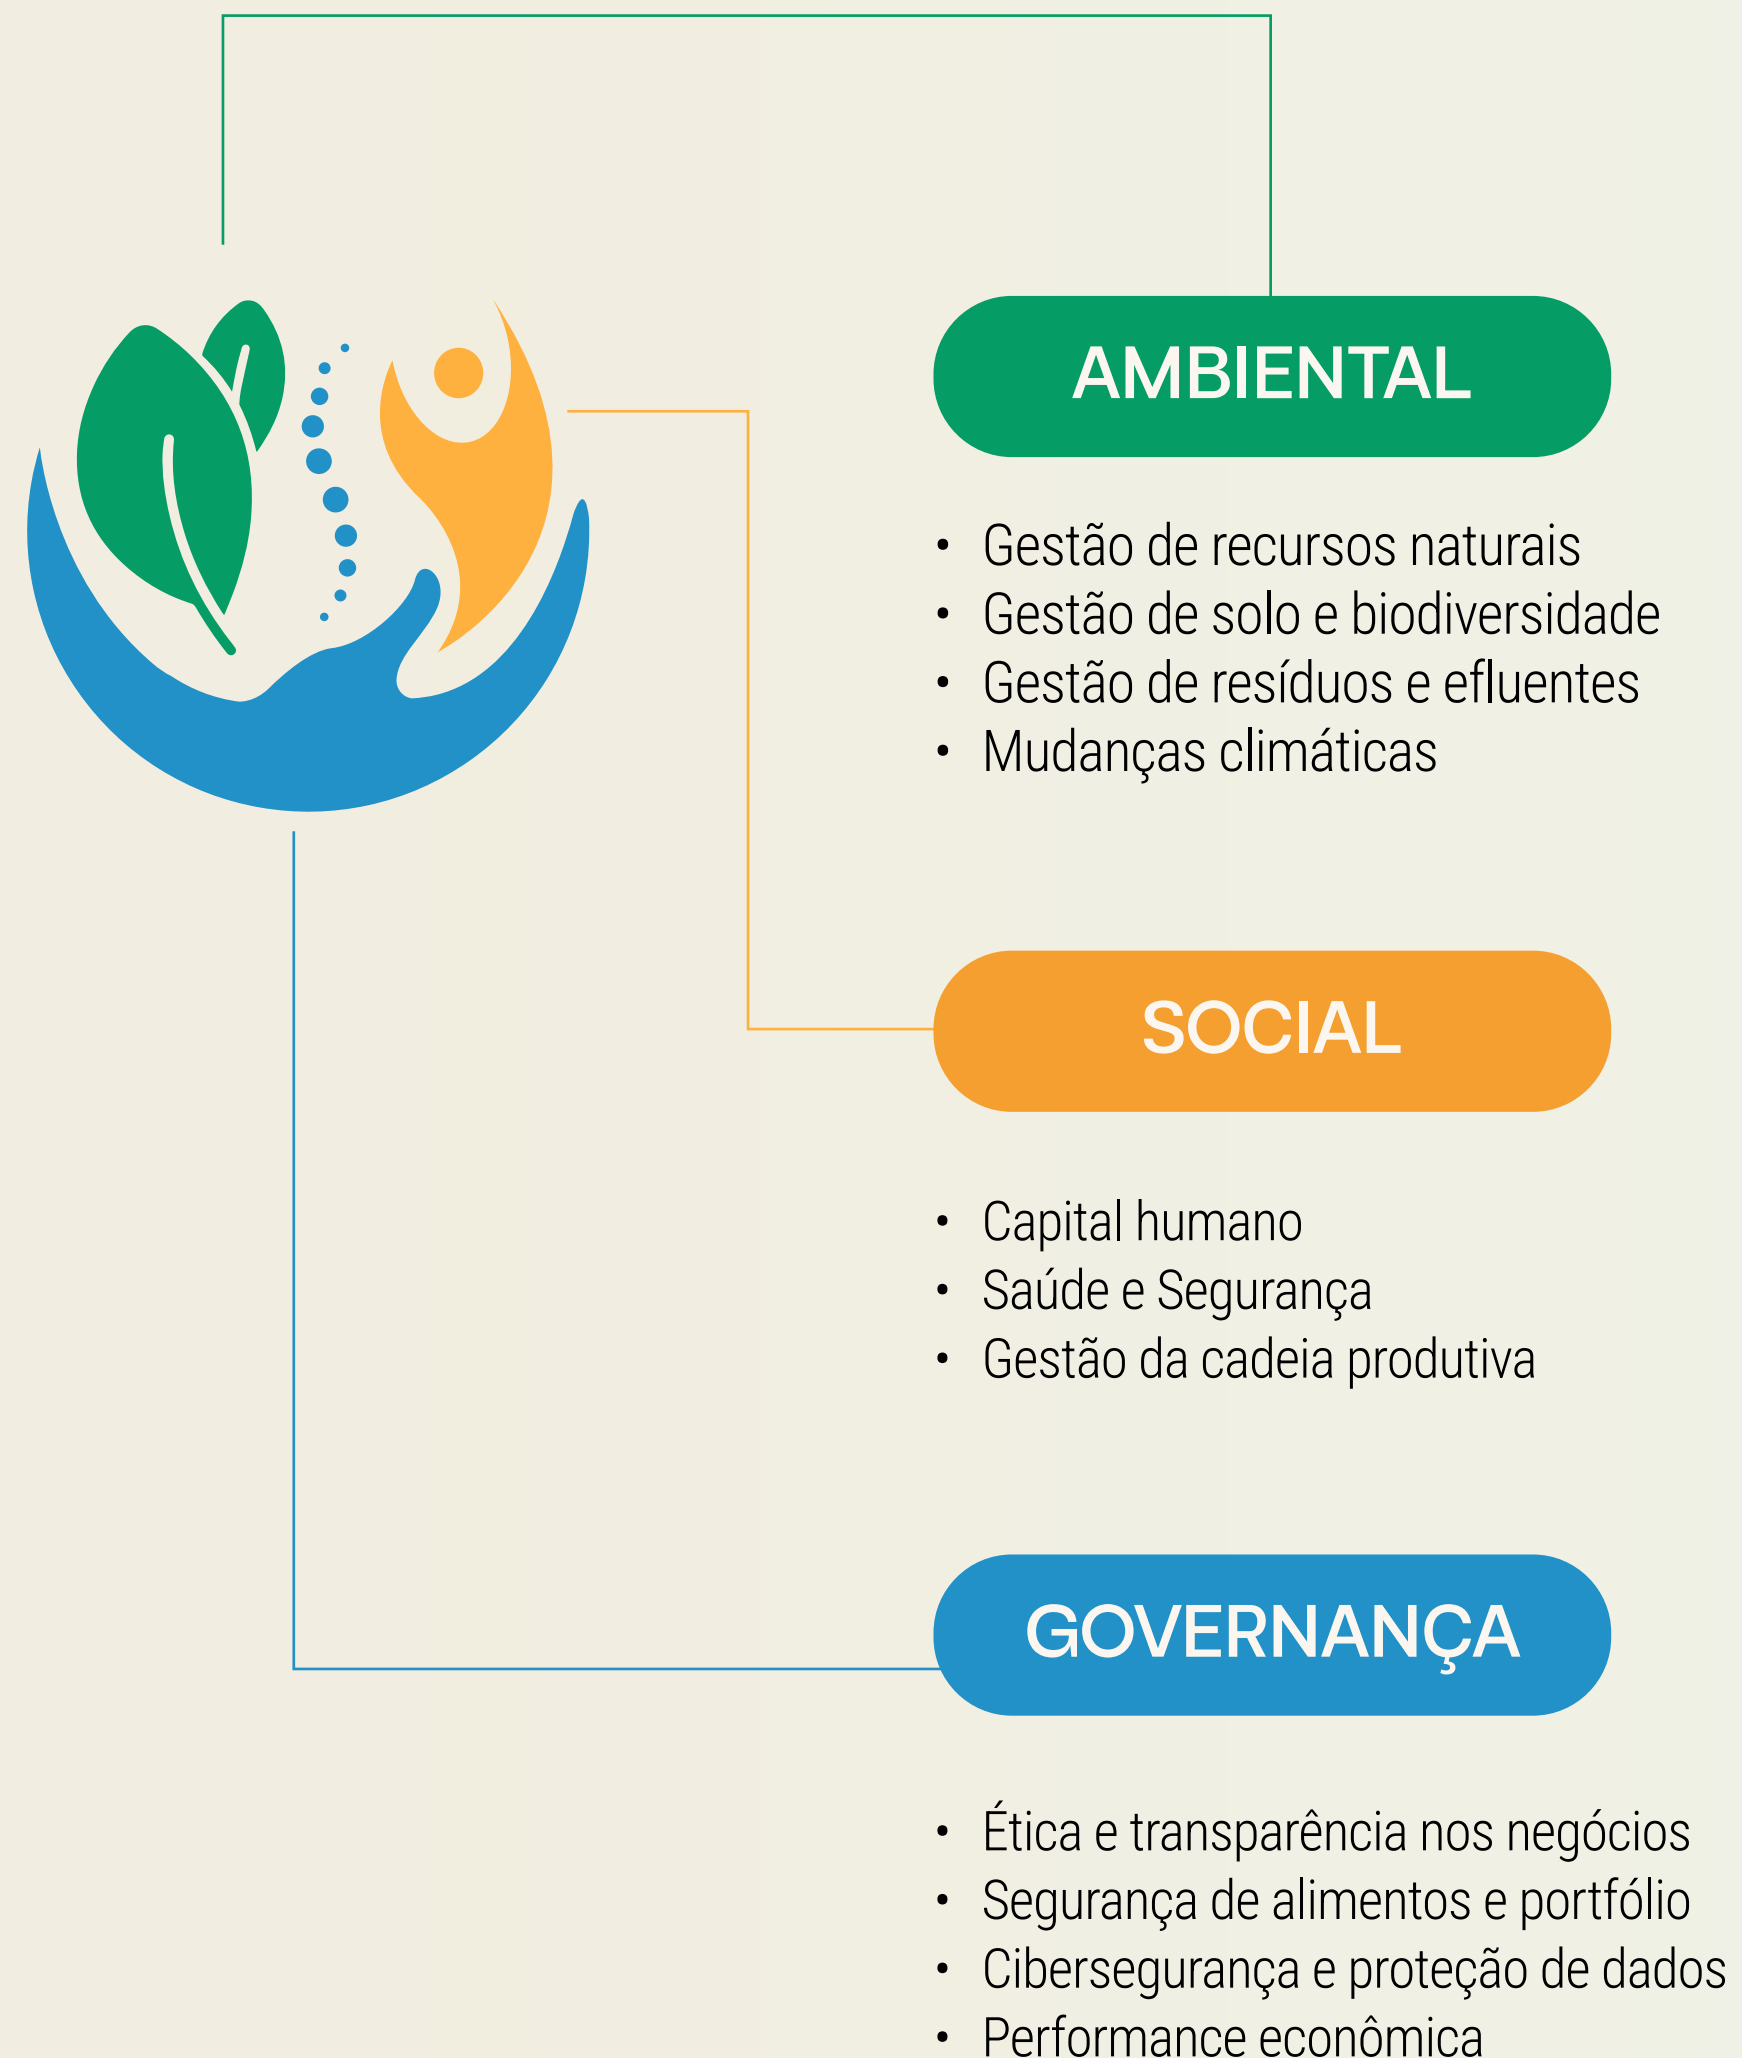 AMBIENTAL
• Gestão de recursos naturais
• Gestão de solo e biodiversidade
• Gestão de resíduos e efluentes
• Mudanças climáticas
SOCIAL
• Capital humano
• Saúde e Segurança
• Gestão da cadeia produtiva
GOVERNANÇA
• Ética e transparência nos negócios
• Segurança de alimentos e portfólio
• Cibersegurança e proteção de dados
• Performance econômica